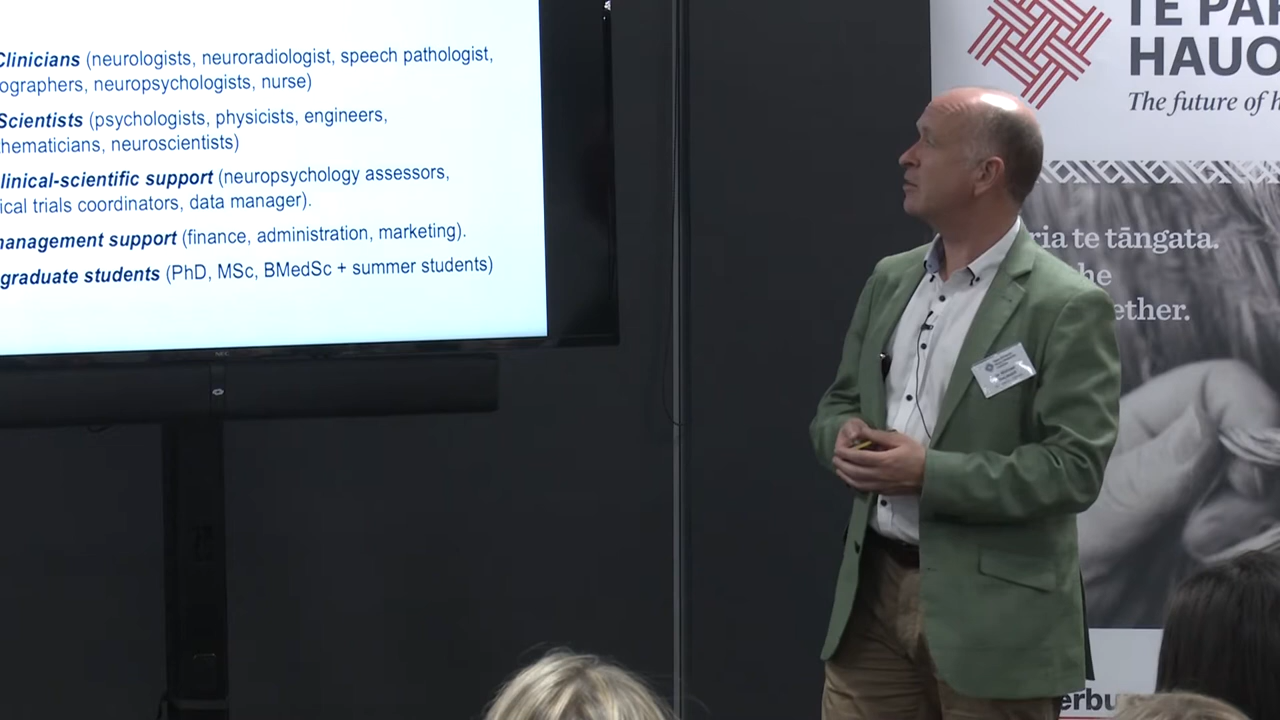 Clinicians (neurologists, neuroradiologist, speech pathologist,
ographers, neuropsychologists, nurse)
Scientists (psychologists, physicists, engineers,
hematicians, neuroscientists)
linical-scientific support (neuropsychology assessors,
ical trials coordinators, data manager).
management support (finance, administration, marketing).
graduate students (PhD, MSc, BMedSc + summer students)
NEC
TE PA
HAUO
The future of h
ria te tāngata.
he
ether.
erbu